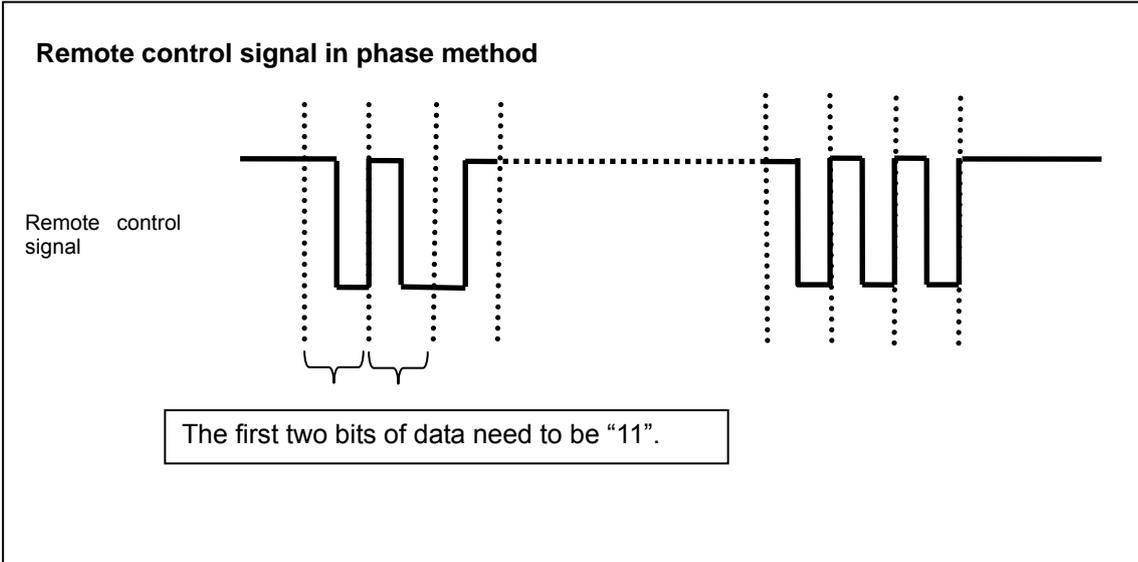 Remote control signal in phase method
Remote control
signal
The first two bits of data need to be “11”.